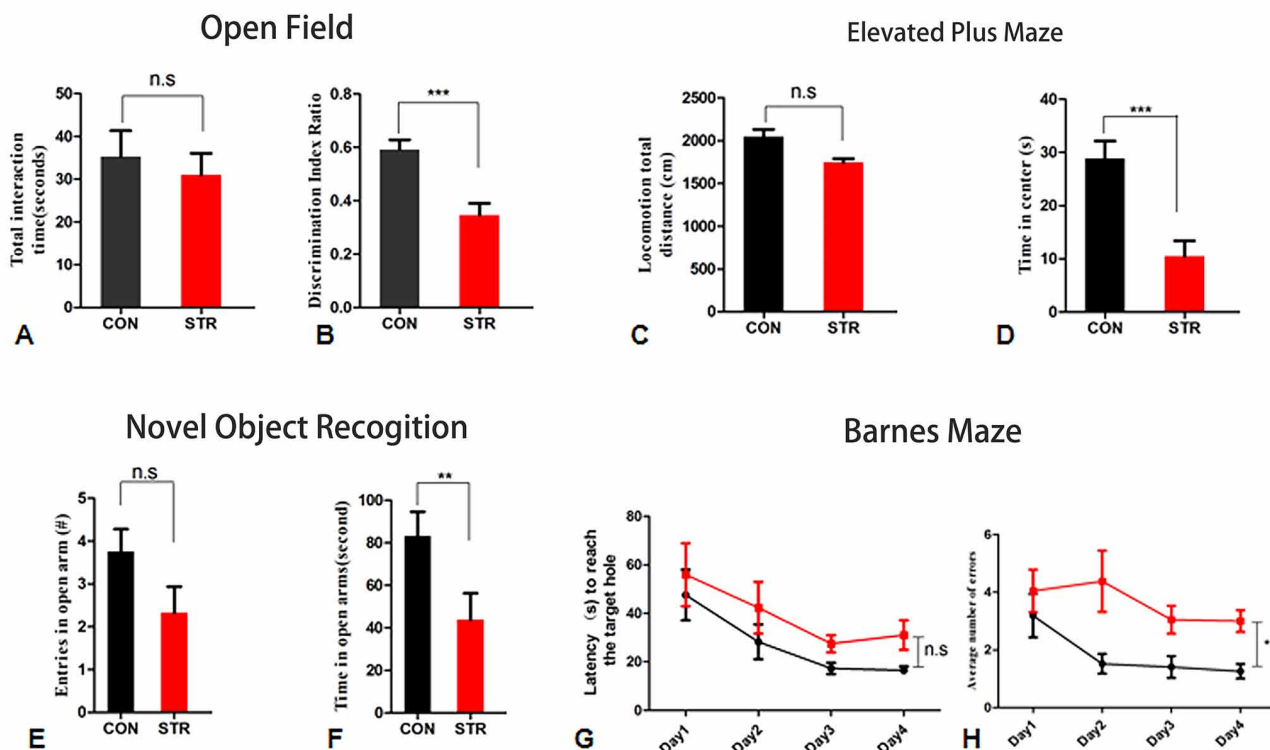 Open Field
Elevated Plus Maze
n.s
50
40
30
20
10
0
Total interaction
time(seconds)
CON
STR
A
***
0.8
0.6
0.4
0.2
0.0
Discrimination Index Ratio
CON
STR
B
n.s
2500
2000
1500
1000
500
0
Locomotion total
distance (cm)
CON
STR
C
***
40
30
20
10
0
Time in center (s)
CON
STR
D
Novel Object Recogition
Barnes Maze
n.s
5
4
3
2
1
0
Entries in open arm (#)
CON
STR
E
**
100
80
60
40
20
0
Time in open arms(second)
CON
STR
F
80
60
40
20
0
Latency (s) to reach
the target hole
n.s
Day1
Day2
Day3
Day4
G
6
4
2
0
Average number of errors
*
Day1
Day2
Day3
Day4
H